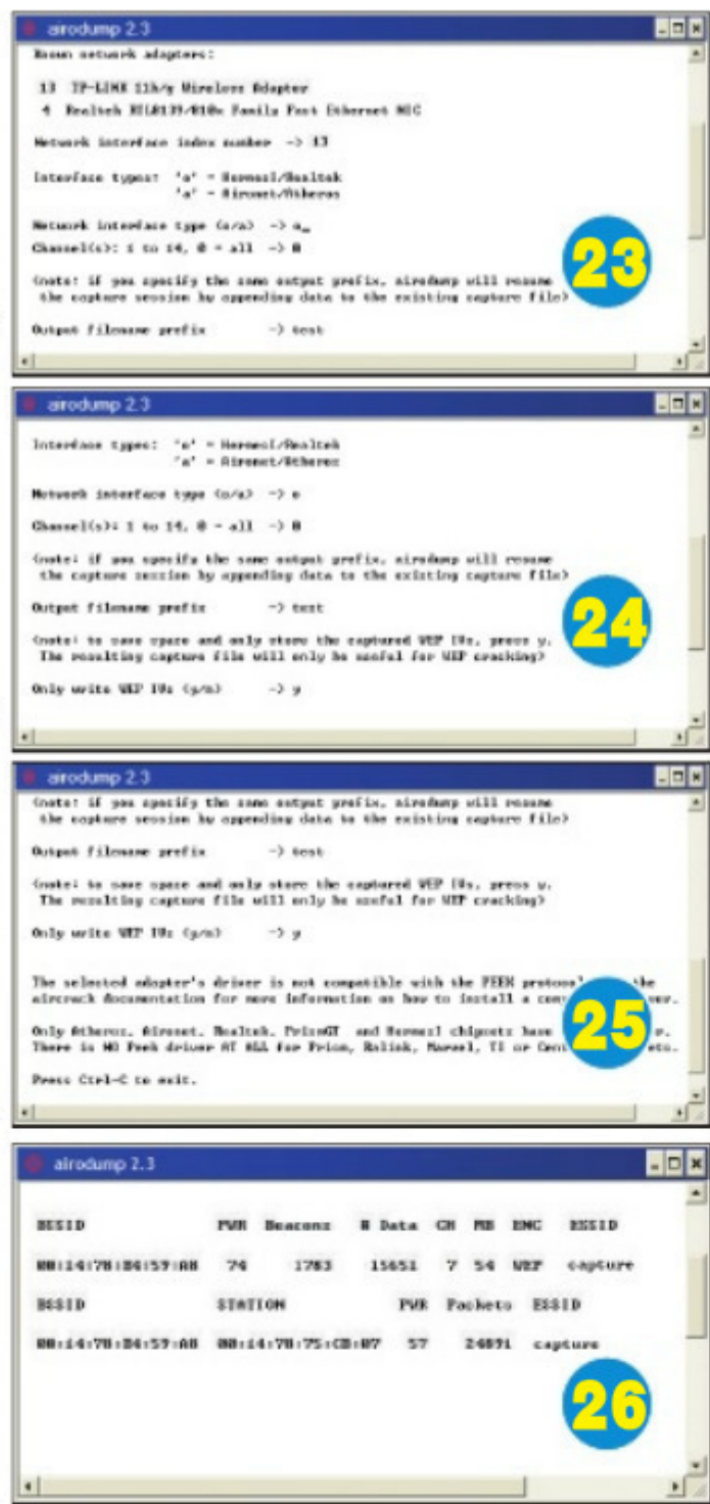 airodump 2.3
Known network adapters:
13 TP-LINK 11b/g Wireless Adapter
4 Realtek RTL8139/810x Family Fast Ethernet NIC
Network interface index number -> 13
Interface types: 'o' = HermesI/Realtek
'a' = Aironet/Atheros
Network interface type (o/a) -> o_
Channel(s): 1 to 14, 0 = all -> 0
(note: if you specify the same output prefix, airodump will resume
the capture session by appending data to the existing capture file)
Output filename prefix -> test
23
airodump 2.3
Interface types: 'o' = HermesI/Realtek
'a' = Aironet/Atheros
Network interface type (o/a) -> o
Channel(s): 1 to 14, 0 = all -> 0
(note: if you specify the same output prefix, airodump will resume
the capture session by appending data to the existing capture file)
Output filename prefix -> test
(note: to save space and only store the captured WEP IVs, press y.
The resulting capture file will only be useful for WEP cracking)
Only write WEP IVs (y/n) -> y
24
airodump 2.3
(note: if you specify the same output prefix, airodump will resume
the capture session by appending data to the existing capture file)
Output filename prefix -> test
(note: to save space and only store the captured WEP IVs, press y.
The resulting capture file will only be useful for WEP cracking)
Only write WEP IVs (y/n) -> y
The selected adapter's driver is not compatible with the PEEK the
aircrack documentation for more information on how to install a
Only Atheros, Aironet, Realtek, PrismGT and HermesI chipsets have
There is NO Peek driver AT ALL for Prism, Ralink, Marvel, TI or
Press Ctrl-C to exit.
25
airodump 2.3
BSSID PWR Beacons # Data CH MB ENC ESSID
00:14:78:B4:59:A8 74 1783 15651 7 54 WEP capture
BSSID STATION PWR Packets ESSID
00:14:78:B4:59:A8 00:14:78:75:CB:07 57 24891 capture
26